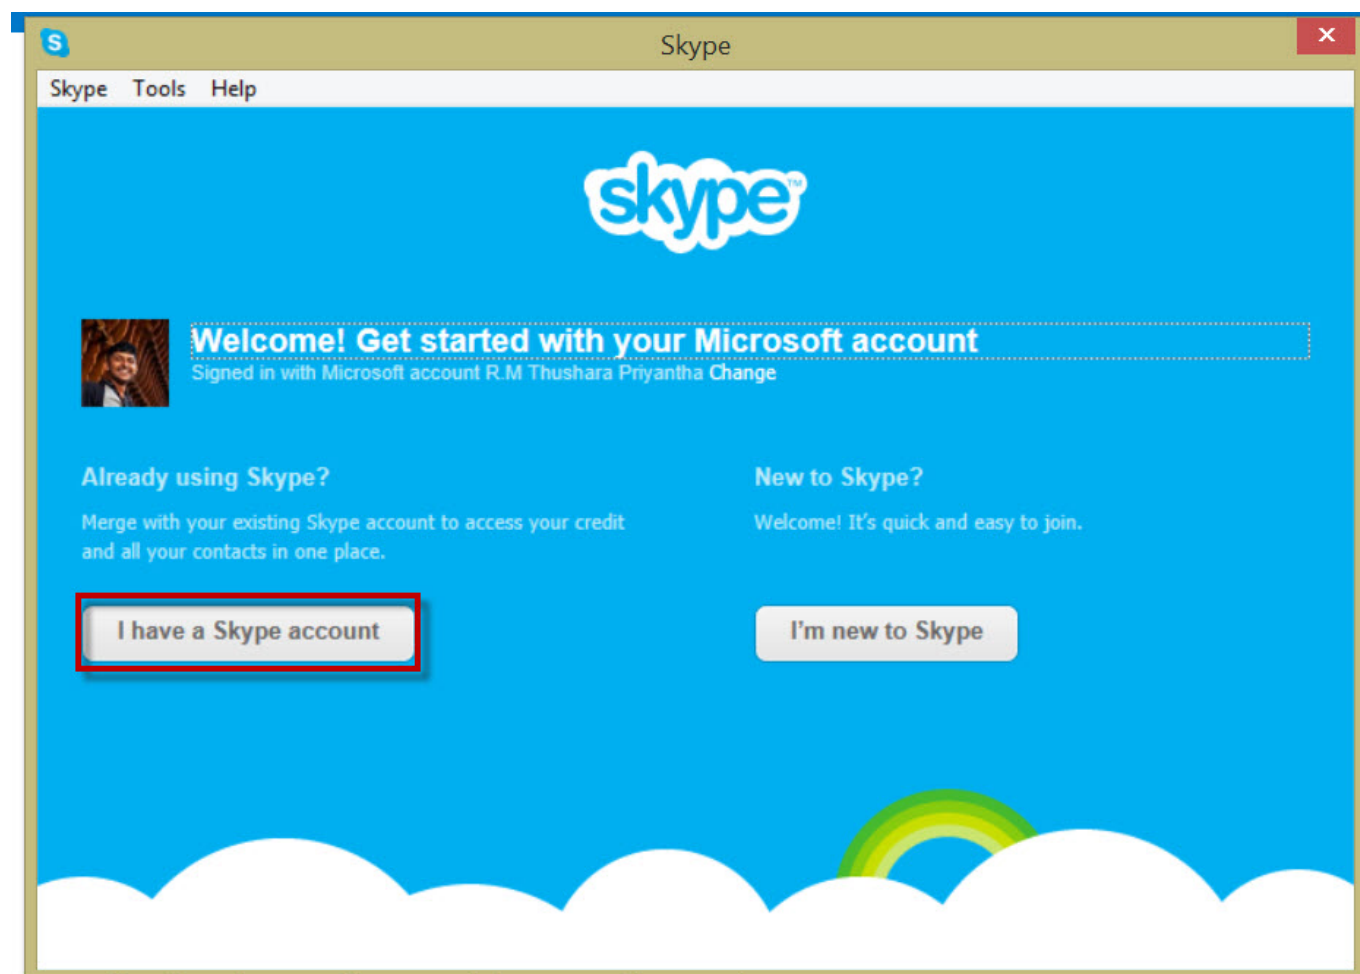 S
Skype
Skype Tools Help
skype™
Welcome! Get started with your Microsoft account
Signed in with Microsoft account R.M Thushara Priyantha Change
Already using Skype?
Merge with your existing Skype account to access your credit
and all your contacts in one place.
I have a Skype account
New to Skype?
Welcome! It's quick and easy to join.
I'm new to Skype